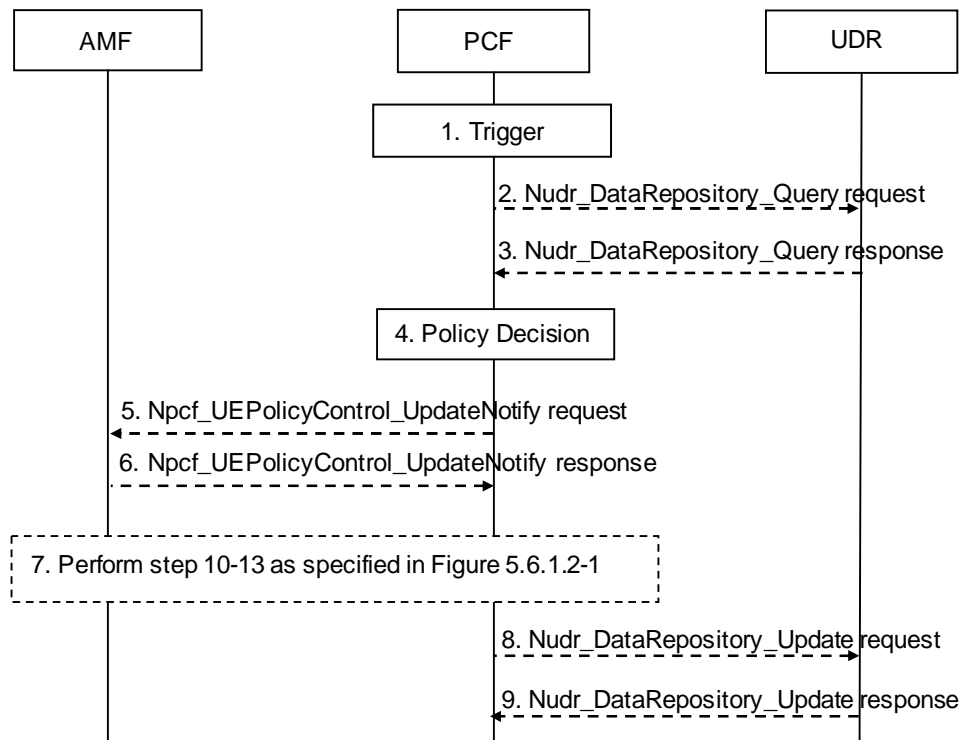 AMF
PCF
UDR
1. Trigger
2. Nudr_DataRepository_Query request
3. Nudr_DataRepository_Query response
4. Policy Decision
5. Npcf_UEPolicyControl_UpdateNotify request
6. Npcf_UEPolicyControl_UpdateNotify response
7. Perform step 10-13 as specified in Figure 5.6.1.2-1
8. Nudr_DataRepository_Update request
9. Nudr_DataRepository_Update response